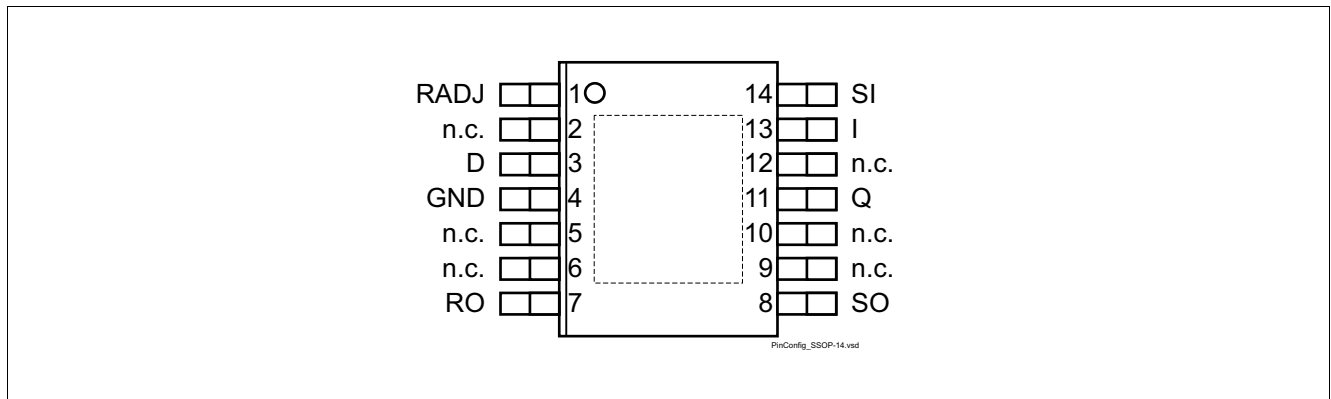 RADJ 1 14 SI
n.c. 2 13 I
D 3 12 n.c.
GND 4 11 Q
n.c. 5 10 n.c.
n.c. 6 9 n.c.
RO 7 8 SO
PinConfig_SSOP-14.vsd